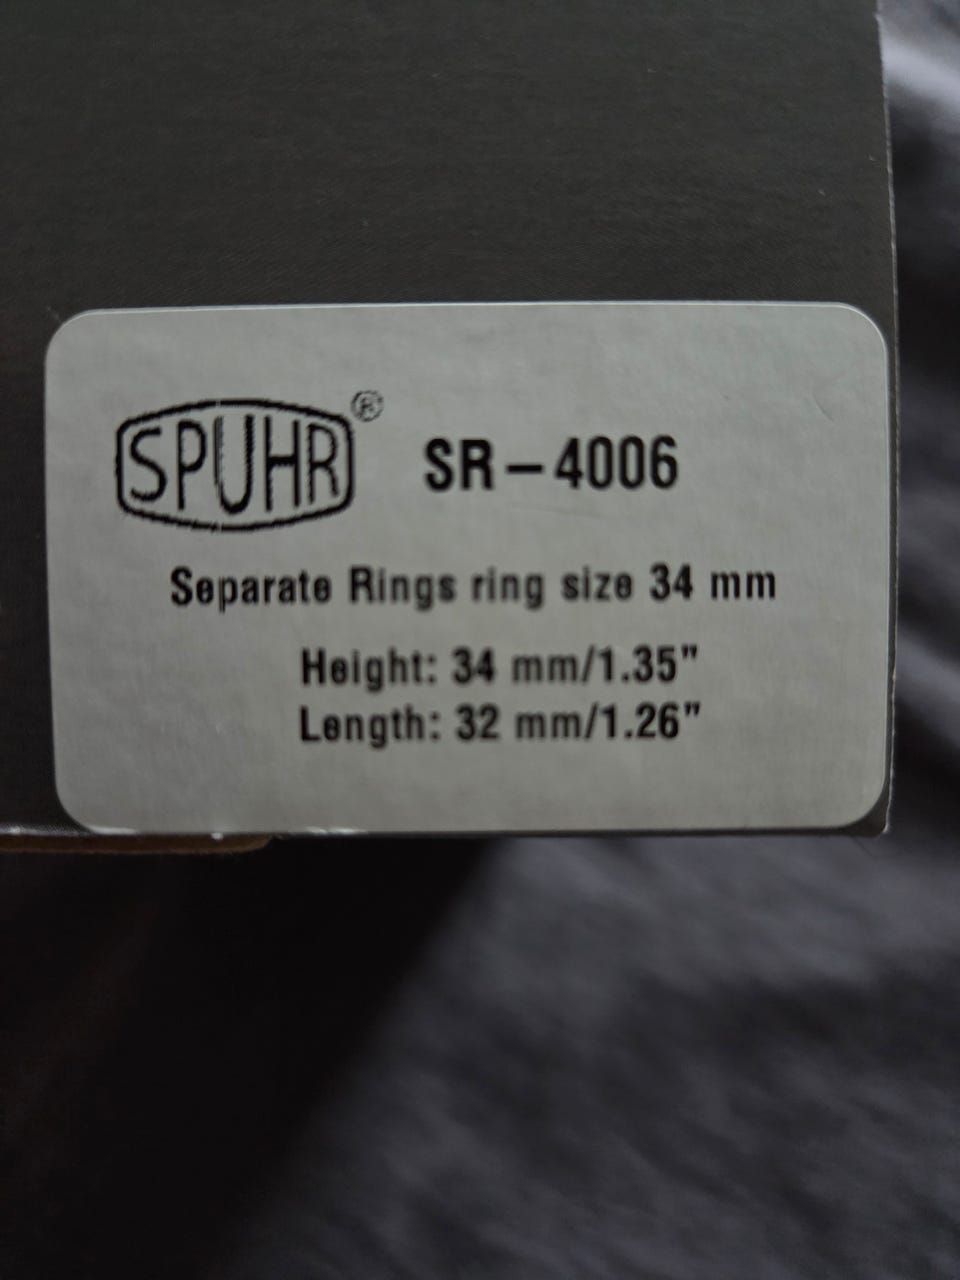 SPUHR® SR-4006
Separate Rings ring size 34 mm
Height: 34 mm/1.35"
Length: 32 mm/1.26"